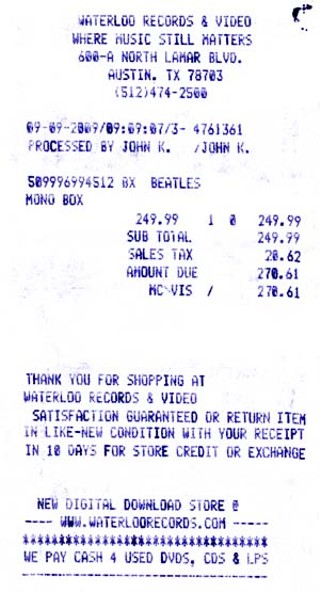 WATERLOO RECORDS & VIDEO
WHERE MUSIC STILL MATTERS
600-A NORTH LAMAR BLVD.
AUSTIN, TX 78703
(512)474-2500
09-09-2009/09:09:07/3- 4761361
PROCESSED BY JOHN K. /JOHN K.
509996994512 BX BEATLES
MONO BOX
249.99 1 0 249.99
SUB TOTAL 249.99
SALES TAX 20.62
AMOUNT DUE 270.61
MC VIS / 270.61
THANK YOU FOR SHOPPING AT
WATERLOO RECORDS & VIDEO
SATISFACTION GUARANTEED OR RETURN ITEM
IN LIKE-NEW CONDITION WITH YOUR RECEIPT
IN 10 DAYS FOR STORE CREDIT OR EXCHANGE
NEW DIGITAL DOWNLOAD STORE @
---- WWW.WATERLOORECORDS.COM -----
**************************************
WE PAY CASH 4 USED DVDS, CDS & LPS
--------------------------------------